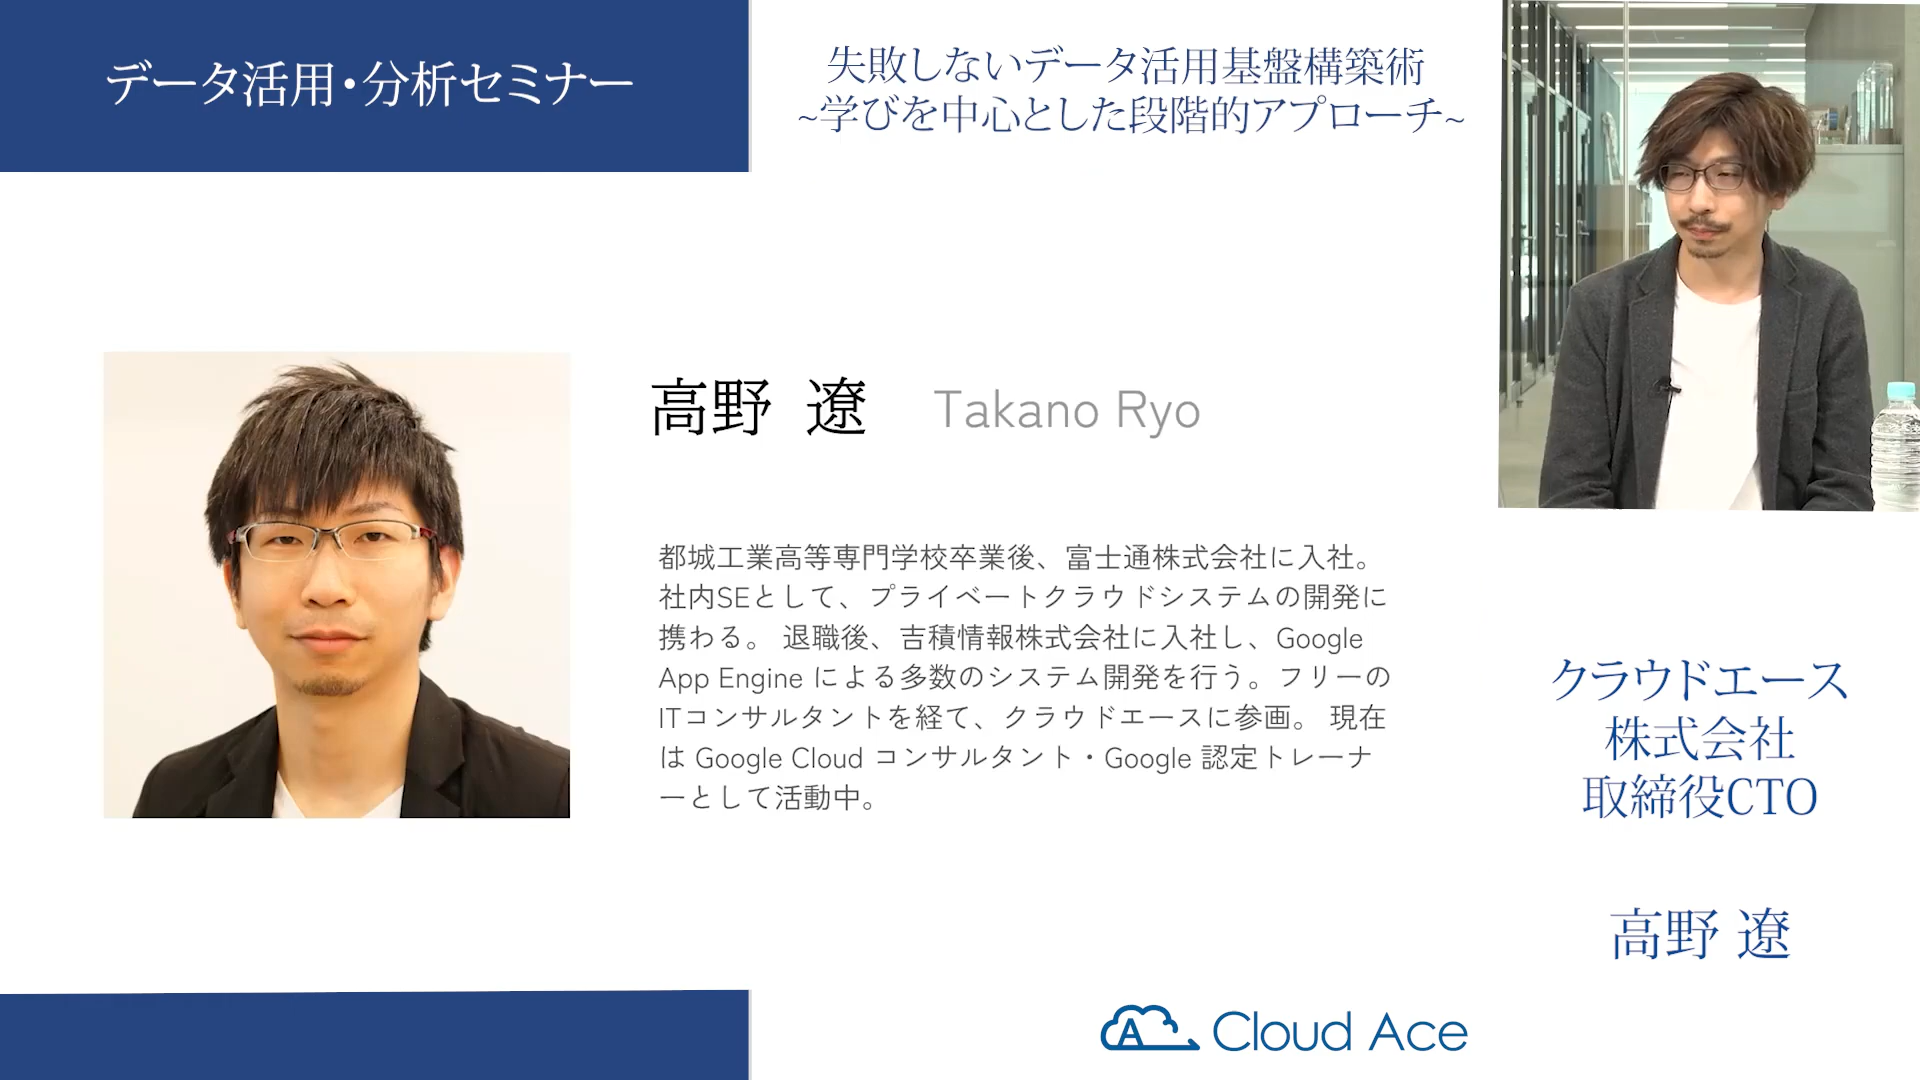 データ活用・分析セミナー
失敗しないデータ活用基盤構築術
~学びを中心とした段階的アプローチ~
高野 遼 Takano Ryo
都城工業高等専門学校卒業後、富士通株式会社に入社。
社内SEとして、プライベートクラウドシステムの開発に
携わる。 退職後、吉積情報株式会社に入社し、Google
App Engine による多数のシステム開発を行う。フリーの
ITコンサルタントを経て、クラウドエースに参画。 現在
は Google Cloud コンサルタント・Google 認定トレーナ
ーとして活動中。
クラウドエース
株式会社
取締役CTO
高野 遼
A Cloud Ace